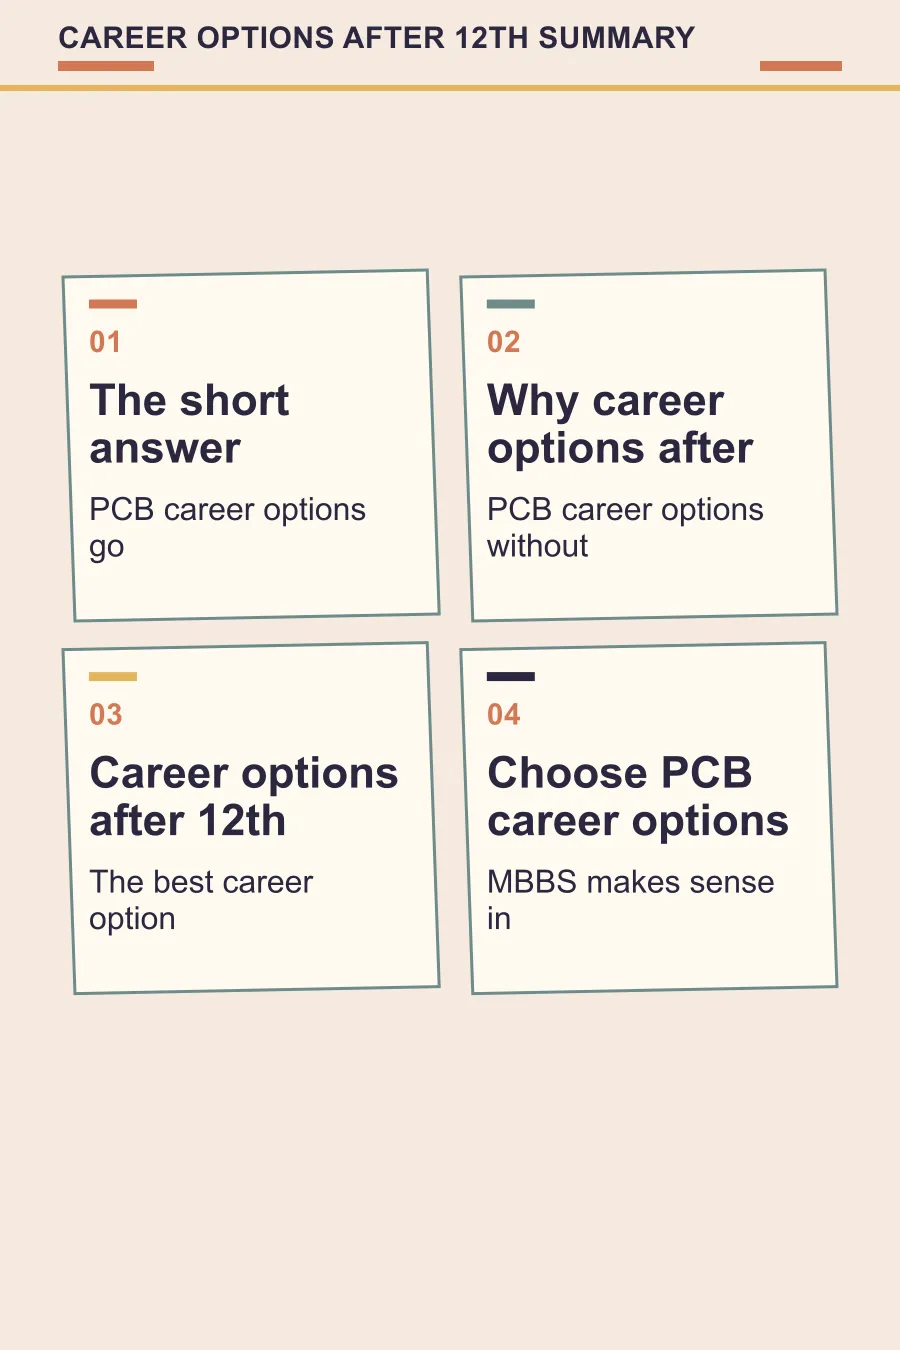 CAREER OPTIONS AFTER 12TH SUMMARY
01
The short
answer
PCB career options
go
02
Why career
options after
PCB career options
without
03
Career options
after 12th
The best career
option
04
Choose PCB
career options
MBBS makes sense
in